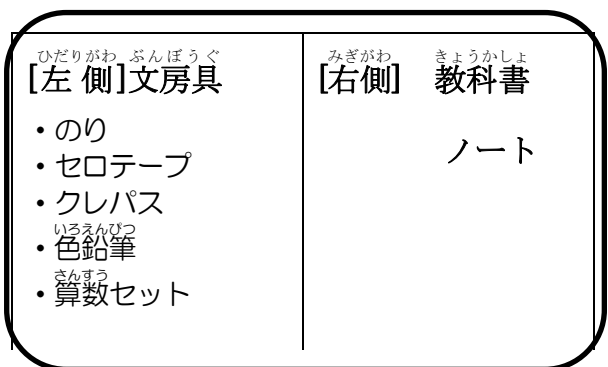 ひだりがわ ぶんぼうぐ
[左 側]文房具
・のり
・セロテープ
・クレパス
いろえんぴつ
・色鉛筆
さんすう
・算数セット
みぎがわ きょうかしょ
[右側] 教科書
ノート